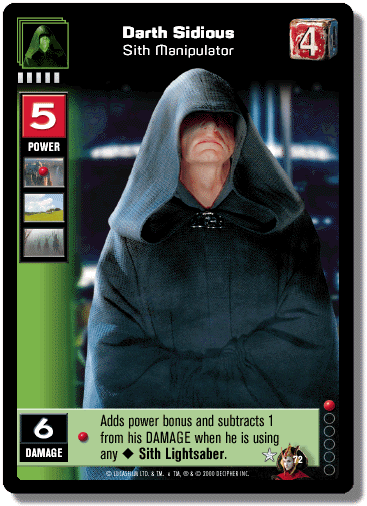 Darth Sidious
Sith Manipulator
4
5
POWER
6
DAMAGE
Adds power bonus and subtracts 1
from his DAMAGE when he is using
any ◆ Sith Lightsaber.
72
© LUCASFILM LTD. & TM. ® & © 2000 DECIPHER INC.